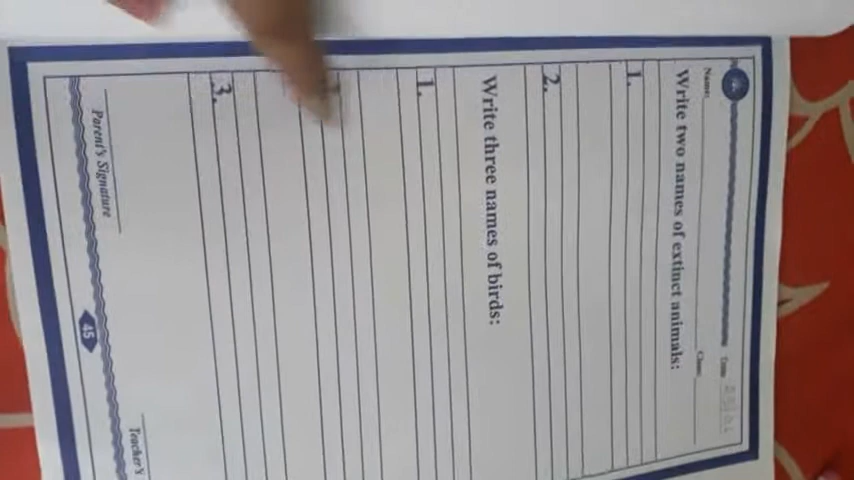 Name: Class:
Write two names of extinct animals:
1.
2.
Write three names of birds:
1.
3.
Parent's Signature
45
Teacher's